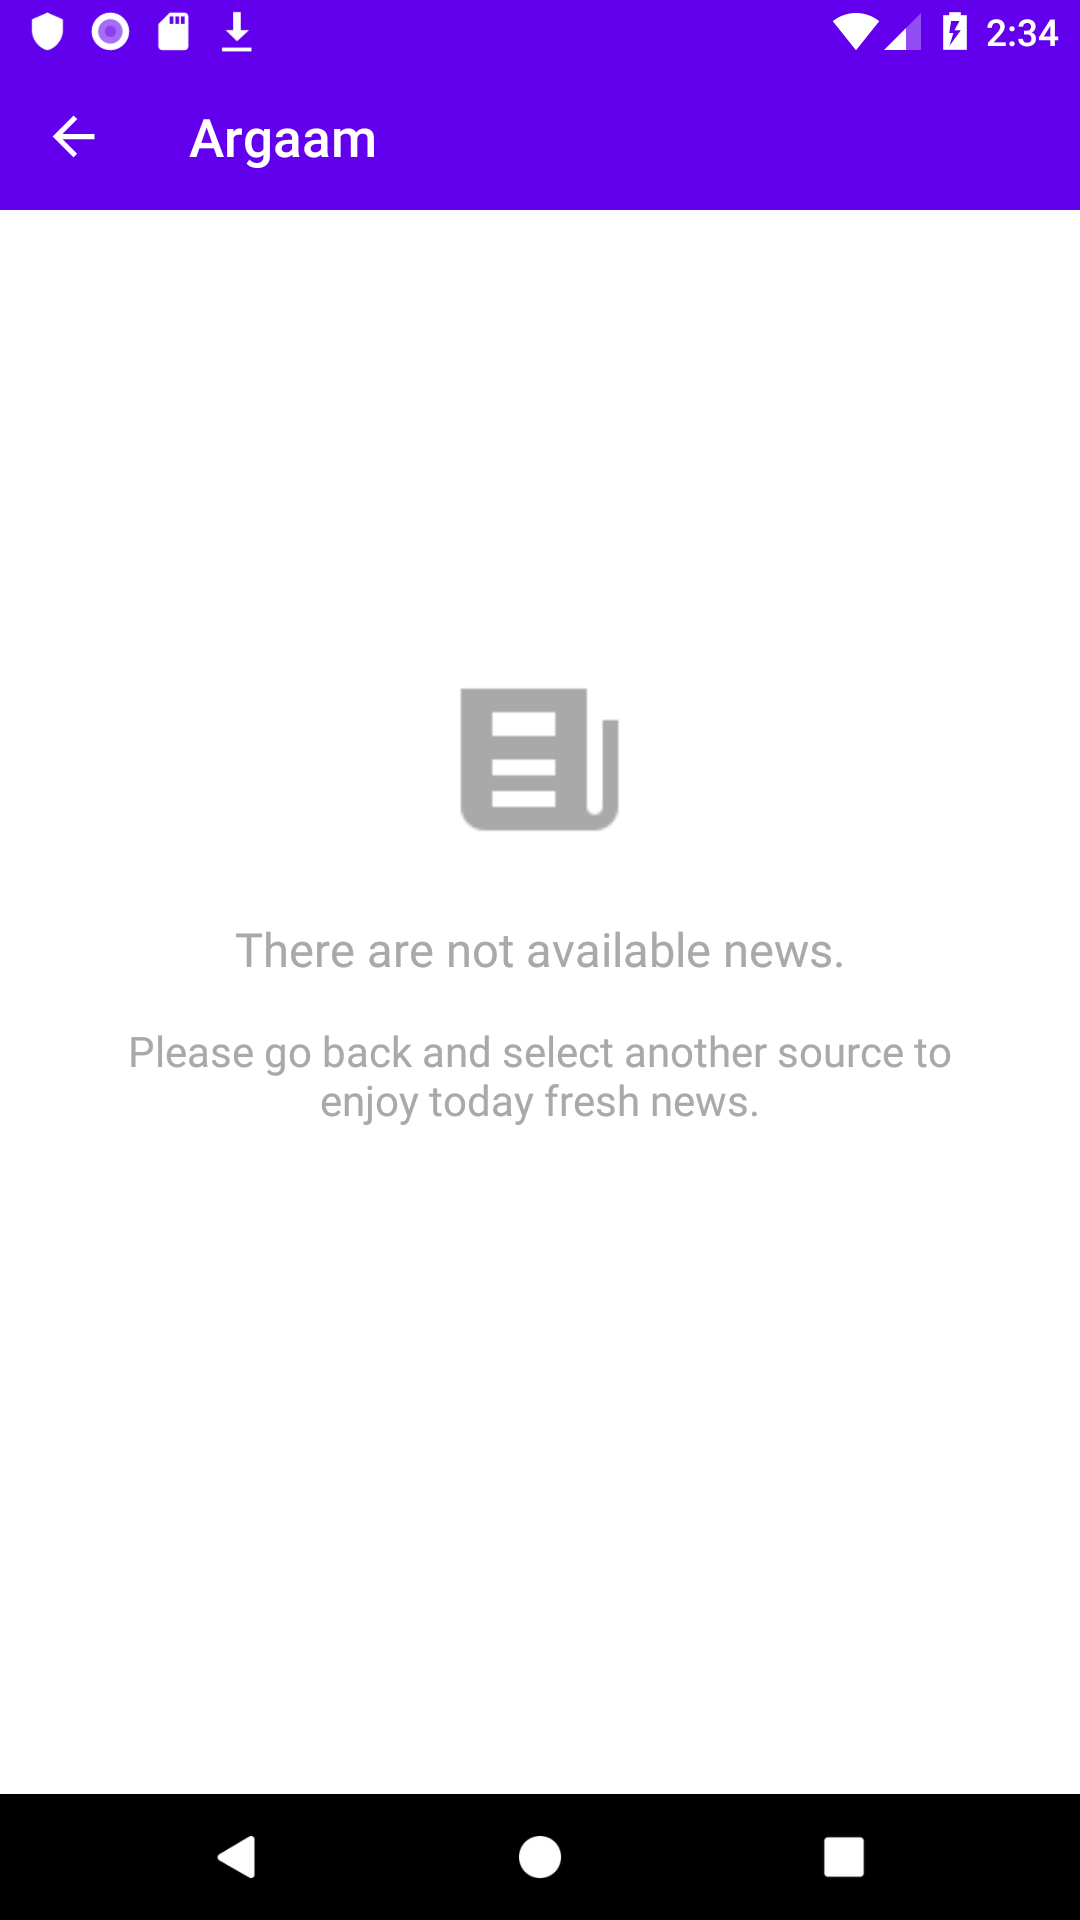 2:34
Argaam
There are not available news.
Please go back and select another source to
enjoy today fresh news.